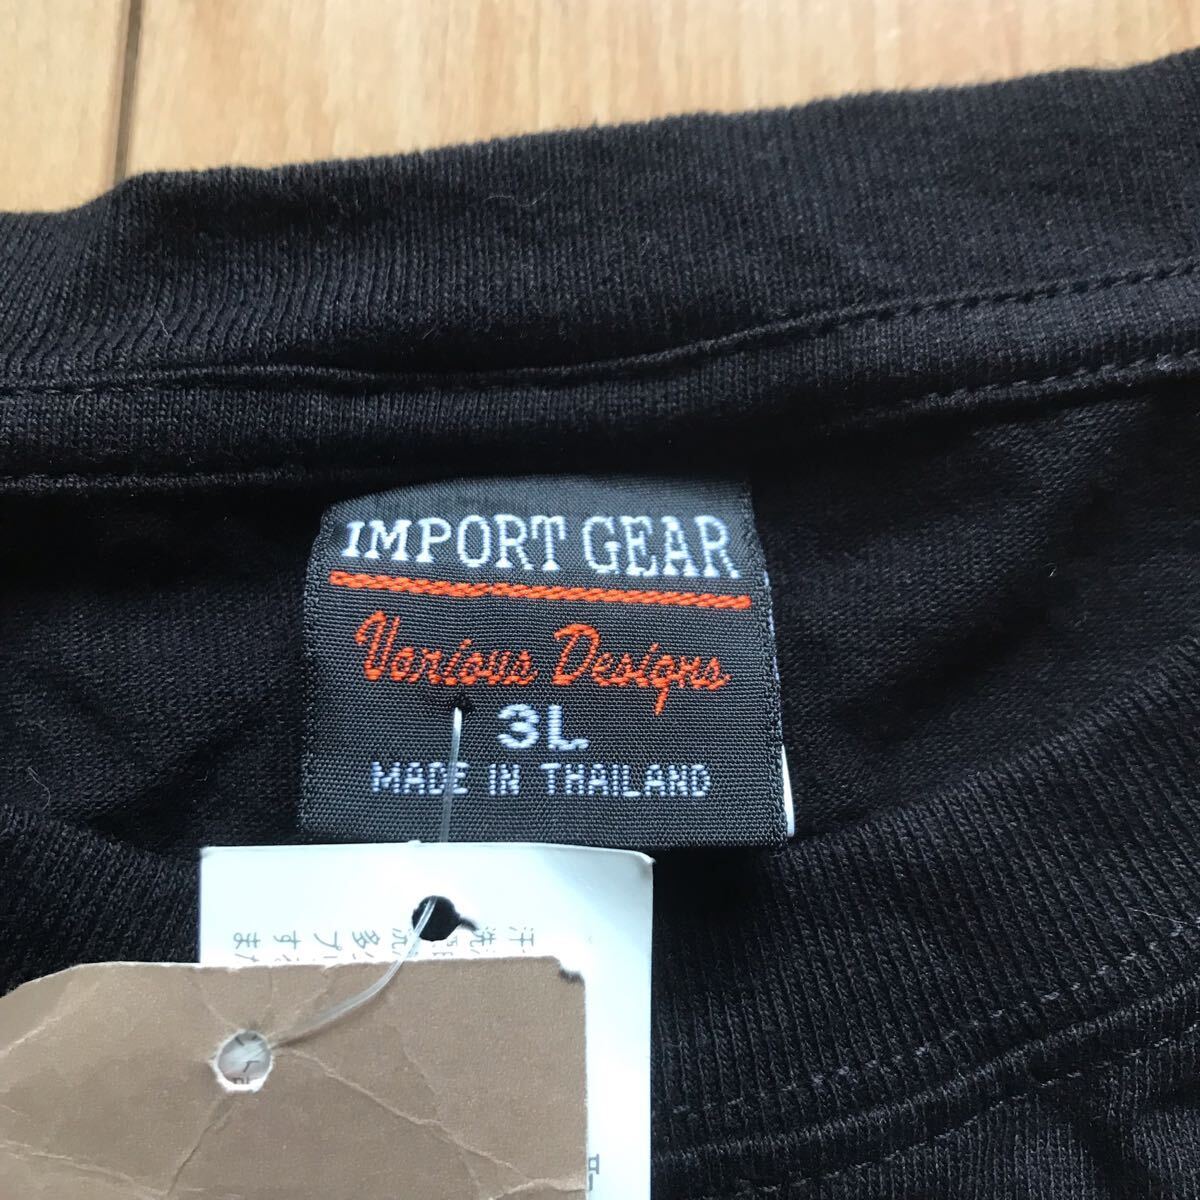 IMPORT GEAR
Various Designs
3L
MADE IN THAILAND